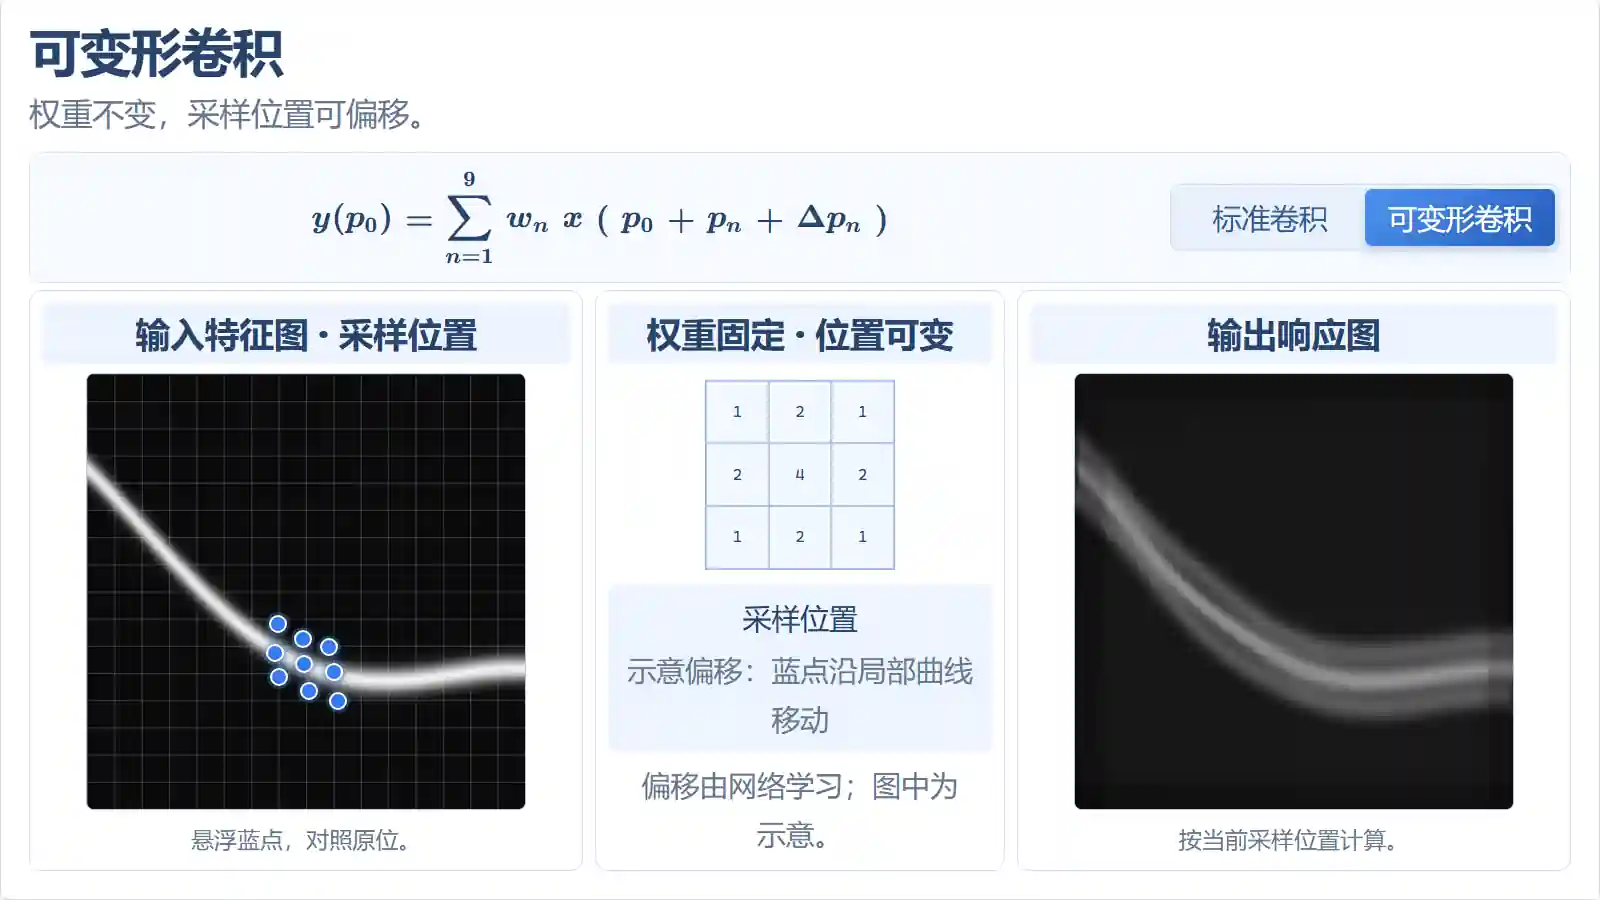 可变形卷积
权重不变，采样位置可偏移。
y(p₀) = ∑ₙ₌₁⁹ wₙ x ( p₀ + pₙ + Δpₙ )
标准卷积
可变形卷积
输入特征图 · 采样位置
悬浮蓝点，对照原位。
权重固定 · 位置可变
1 2 1
2 4 2
1 2 1
采样位置
示意偏移：蓝点沿局部曲线
移动
偏移由网络学习；图中为
示意。
输出响应图
按当前采样位置计算。